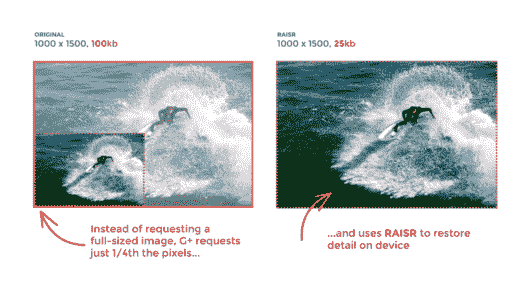 ORIGINAL
1000 x 1500, 100kb
RAISR
1000 x 1500, 25kb
Instead of requesting a
full-sized image, G+ requests
just 1/4th the pixels...
...and uses RAISR to restore
detail on device